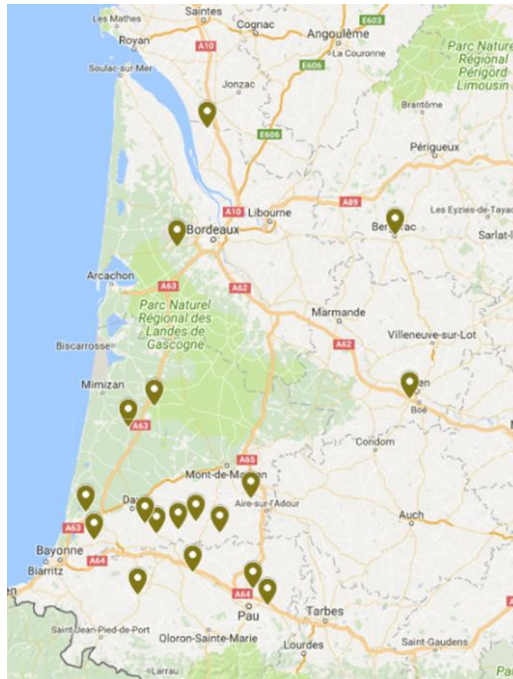 Saintes
Les Mathes
Cognac
E603
Royan
Angoulême
A10
La Couronne
Soulac-sur-Mer
E606
Parc Nature
Régional
Périgord-
Limousin
Jonzac
Brantôme
E606
Périgueux
A89
A10
Libourne
Les Eyzies-de-Tayac
Bordeaux
Sarlat-l
Arcachon
A63
A62
Parc Naturel
Régional des
Landes de
Gascogne
Marmande
Villeneuve-sur-Lot
Biscarrosse
A62
Mimizan
Boé
A63
Condom
A65
Mont-de-Marsan
Aire-sur-l'Adour
Auch
A63
Bayonne
A64
Biarritz
A64
Pau
Tarbes
Saint-Jean-Pied-de-Port
Oloron-Sainte-Marie
Lourdes
Saint-Gaudens
Larrau